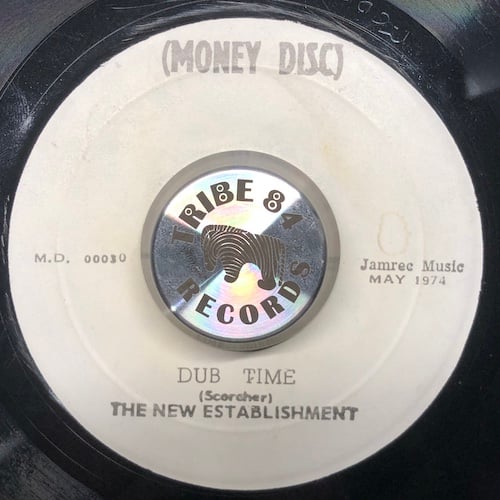 (MONEY DISC)
TRIBE 84
RECORDS
M.D. 00030
Jamrec Music
MAY 1974
DUB TIME
(Scorcher)
THE NEW ESTABLISHMENT